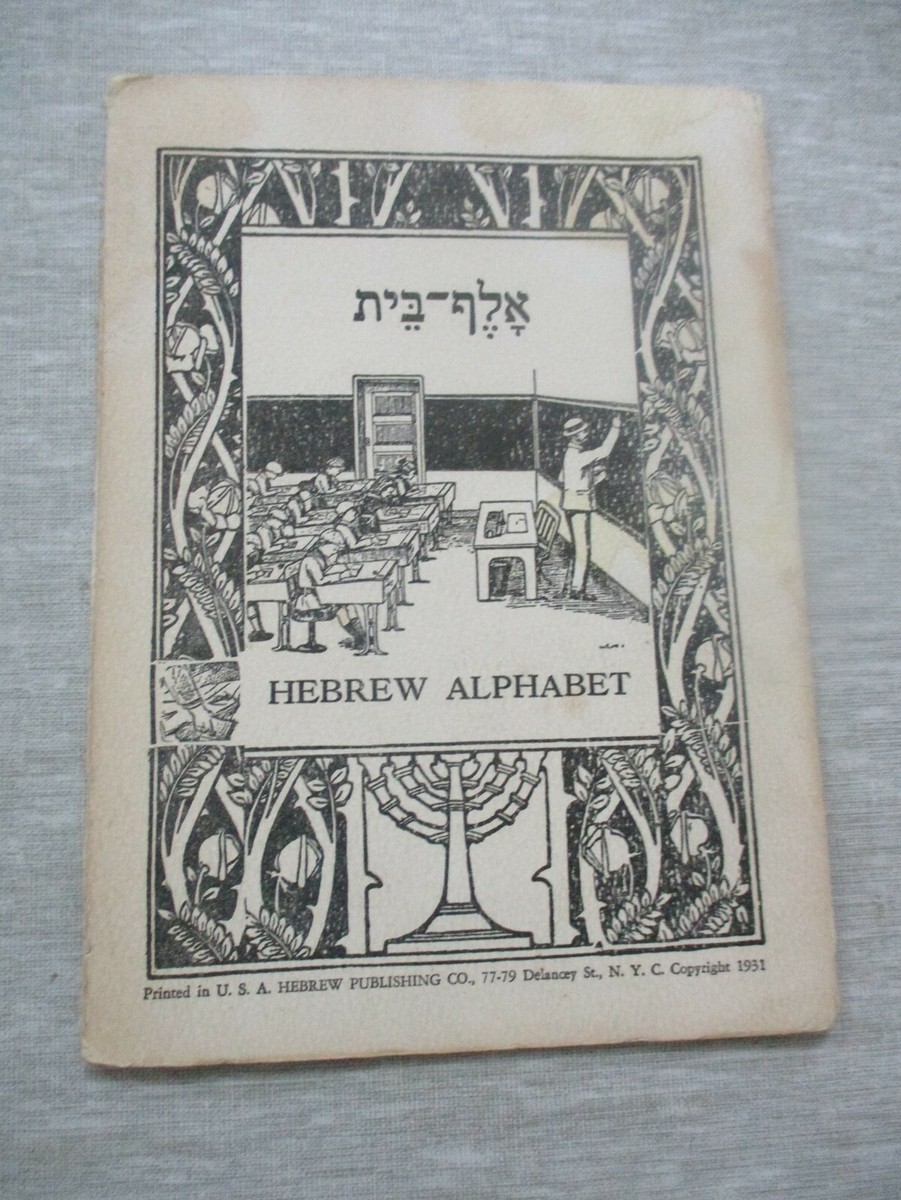 אָלֶף־בֵּית
HEBREW ALPHABET
Printed in U. S. A. HEBREW PUBLISHING CO., 77-79 Delancey St., N. Y. C. Copyright 1931